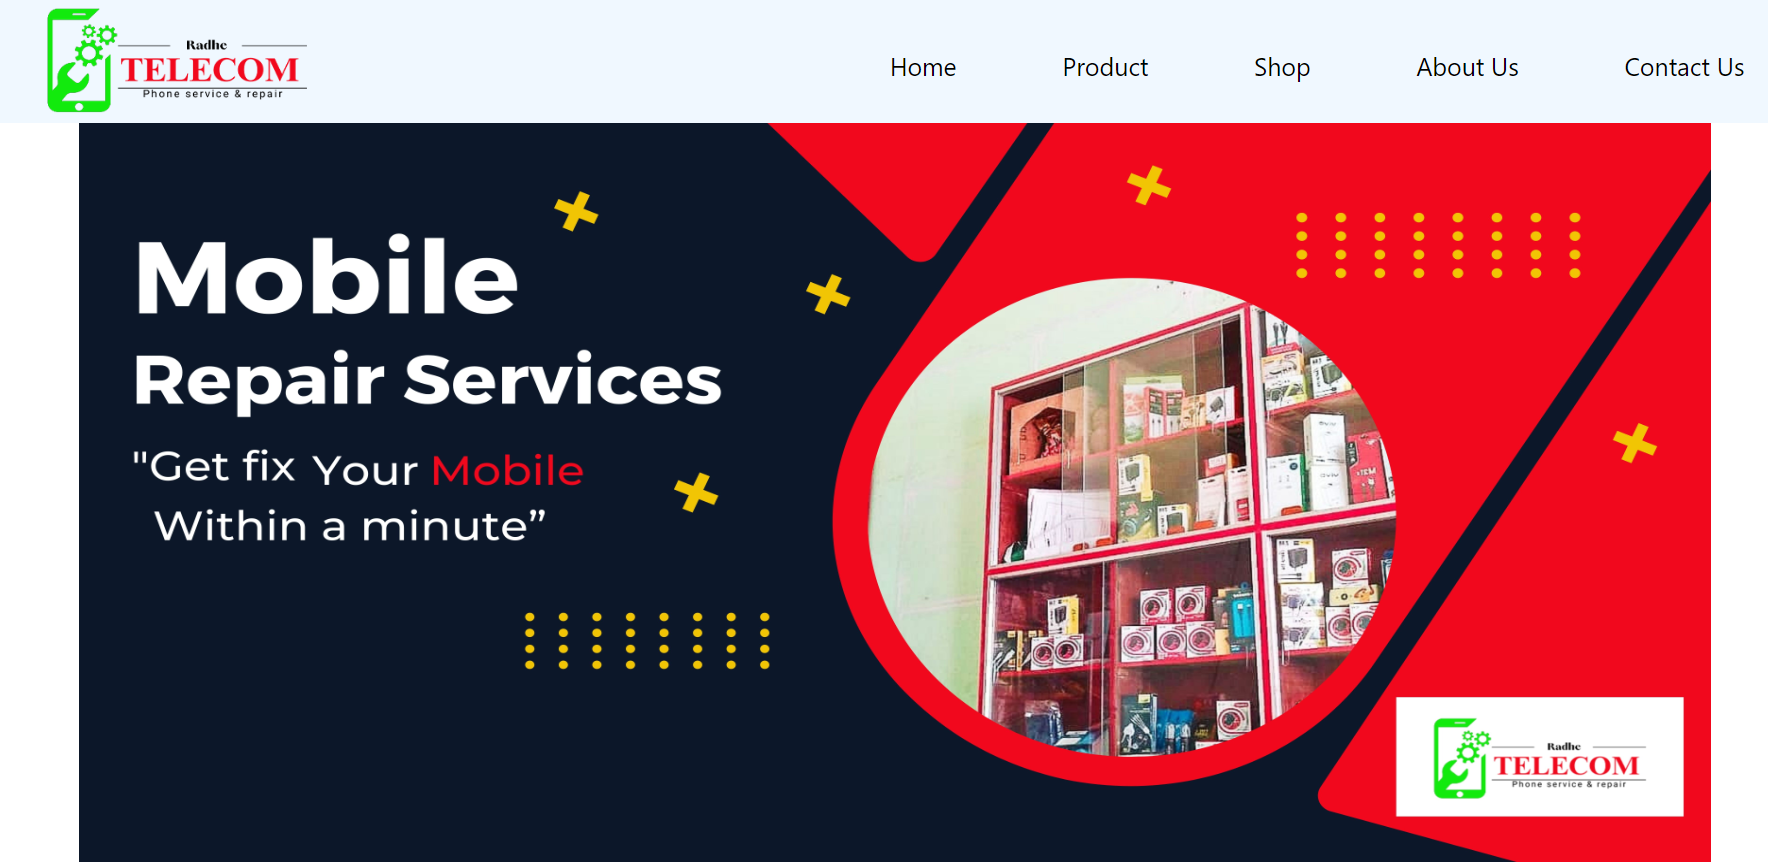 Radhe
TELECOM
Phone service & repair
Home Product Shop About Us Contact Us
Mobile
Repair Services
"Get fix Your Mobile
Within a minute”
Radhe
TELECOM
Phone service & repair